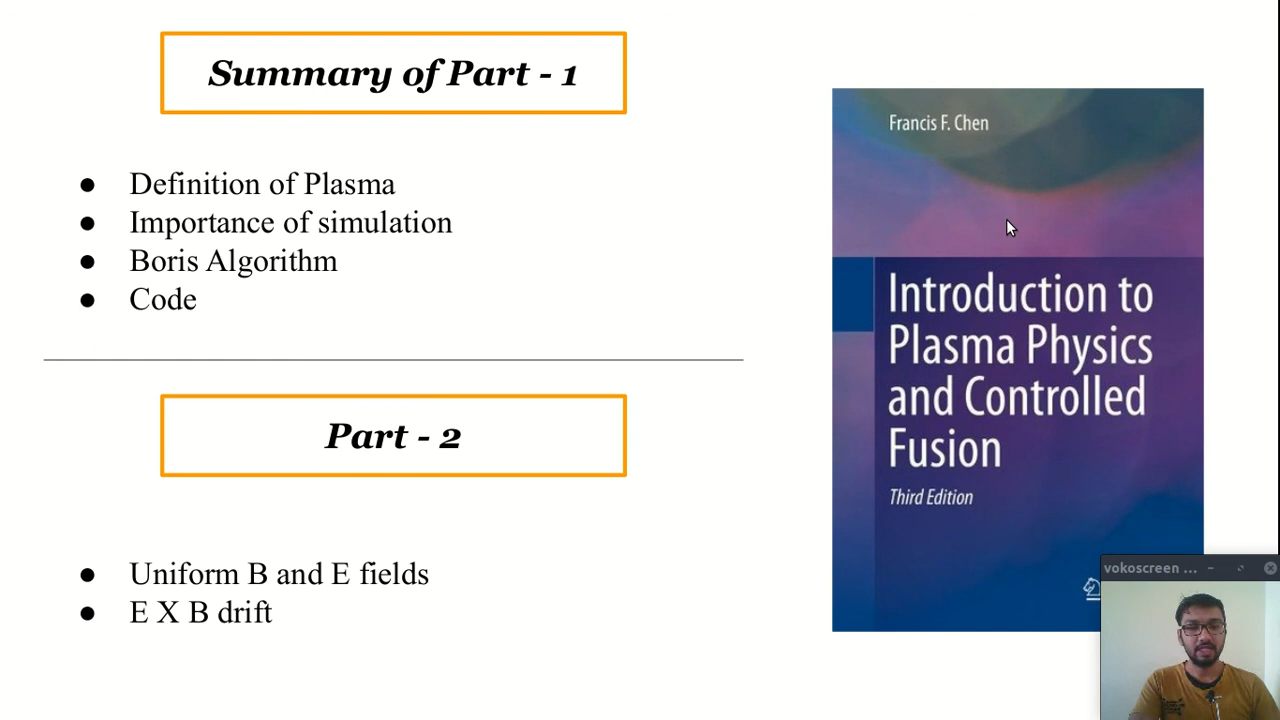 Summary of Part - 1
● Definition of Plasma
● Importance of simulation
● Boris Algorithm
● Code
Part - 2
● Uniform B and E fields
● E X B drift
Francis F. Chen
Introduction to
Plasma Physics
and Controlled
Fusion
Third Edition
vokoscreen ...